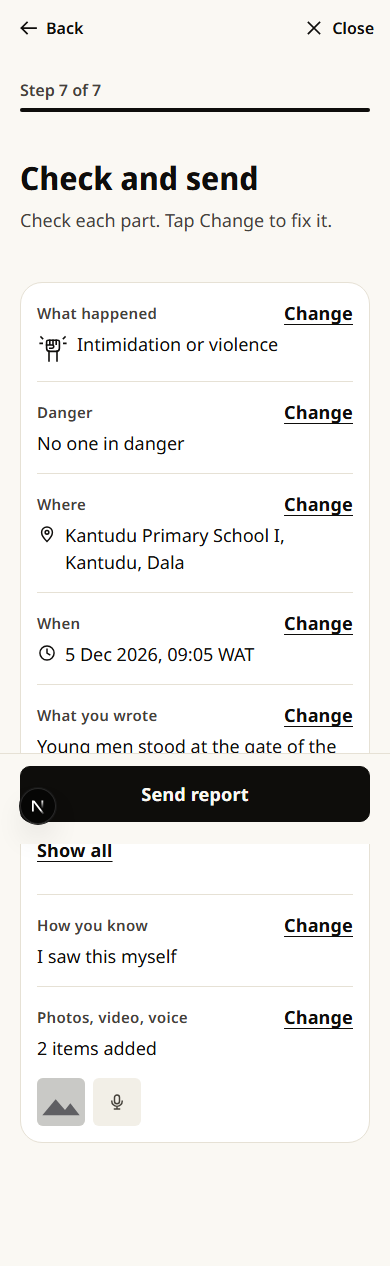 Back
Close
Step 7 of 7
Check and send
Check each part. Tap Change to fix it.
What happened
Change
Intimidation or violence
Danger
Change
No one in danger
Where
Change
Kantudu Primary School I,
Kantudu, Dala
When
Change
5 Dec 2026, 09:05 WAT
What you wrote
Change
Young men stood at the gate of the
Send report
N
Show all
How you know
Change
I saw this myself
Photos, video, voice
Change
2 items added